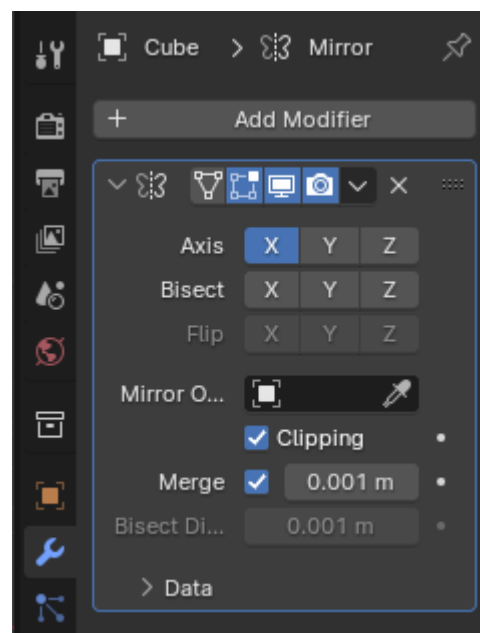 Cube > Mirror
+ Add Modifier
Axis X Y Z
Bisect X Y Z
Flip X Y Z
Mirror O...
Clipping
Merge 0.001 m
Bisect Di... 0.001 m
> Data